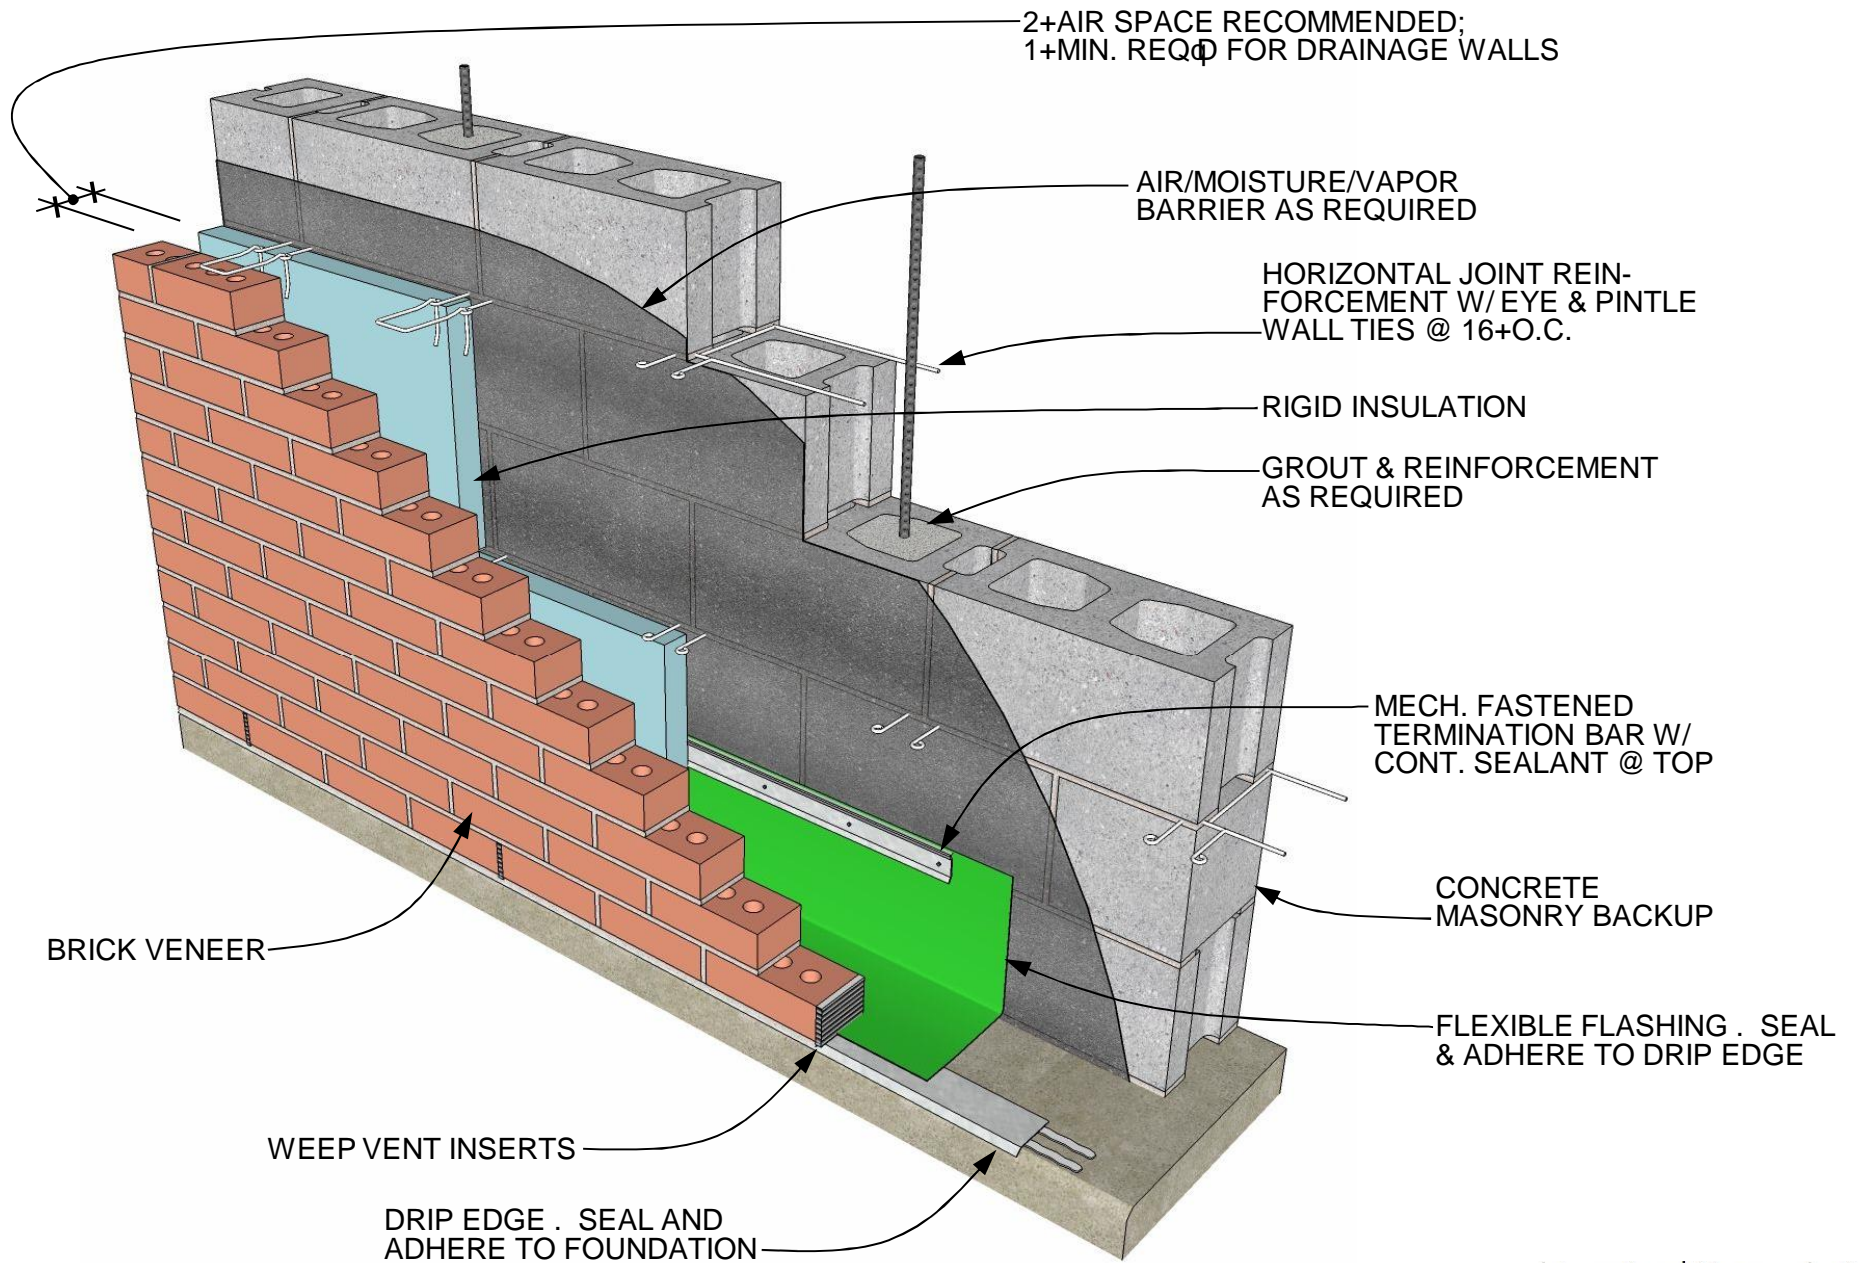 2+AIR SPACE RECOMMENDED;
1+MIN. REQqD FOR DRAINAGE WALLS
AIR/MOISTURE/VAPOR
BARRIER AS REQUIRED
HORIZONTAL JOINT REIN-
FORCEMENT W/ EYE & PINTLE
WALL TIES @ 16+O.C.
RIGID INSULATION
GROUT & REINFORCEMENT
AS REQUIRED
MECH. FASTENED
TERMINATION BAR W/
CONT. SEALANT @ TOP
CONCRETE
MASONRY BACKUP
BRICK VENEER
FLEXIBLE FLASHING . SEAL
& ADHERE TO DRIP EDGE
WEEP VENT INSERTS
DRIP EDGE . SEAL AND
ADHERE TO FOUNDATION